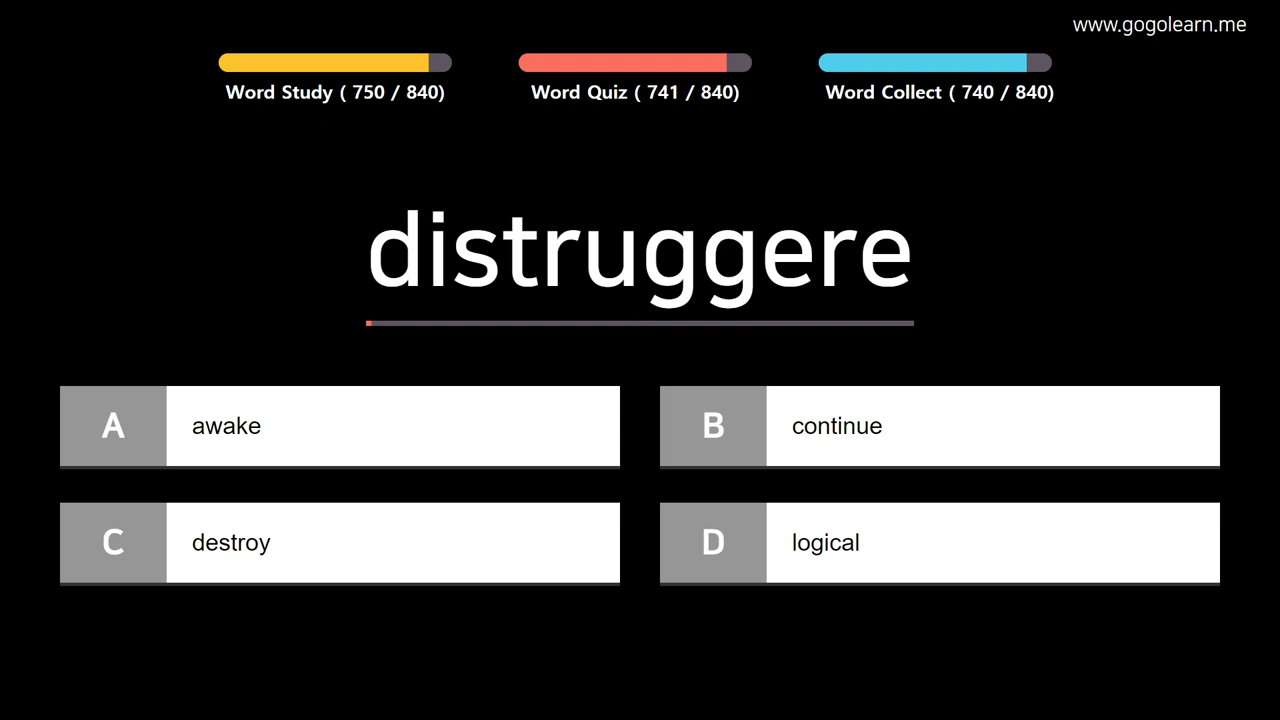 www.gogolearn.me
Word Study ( 750 / 840)
Word Quiz ( 741 / 840)
Word Collect ( 740 / 840)
distruggere
A awake
B continue
C destroy
D logical